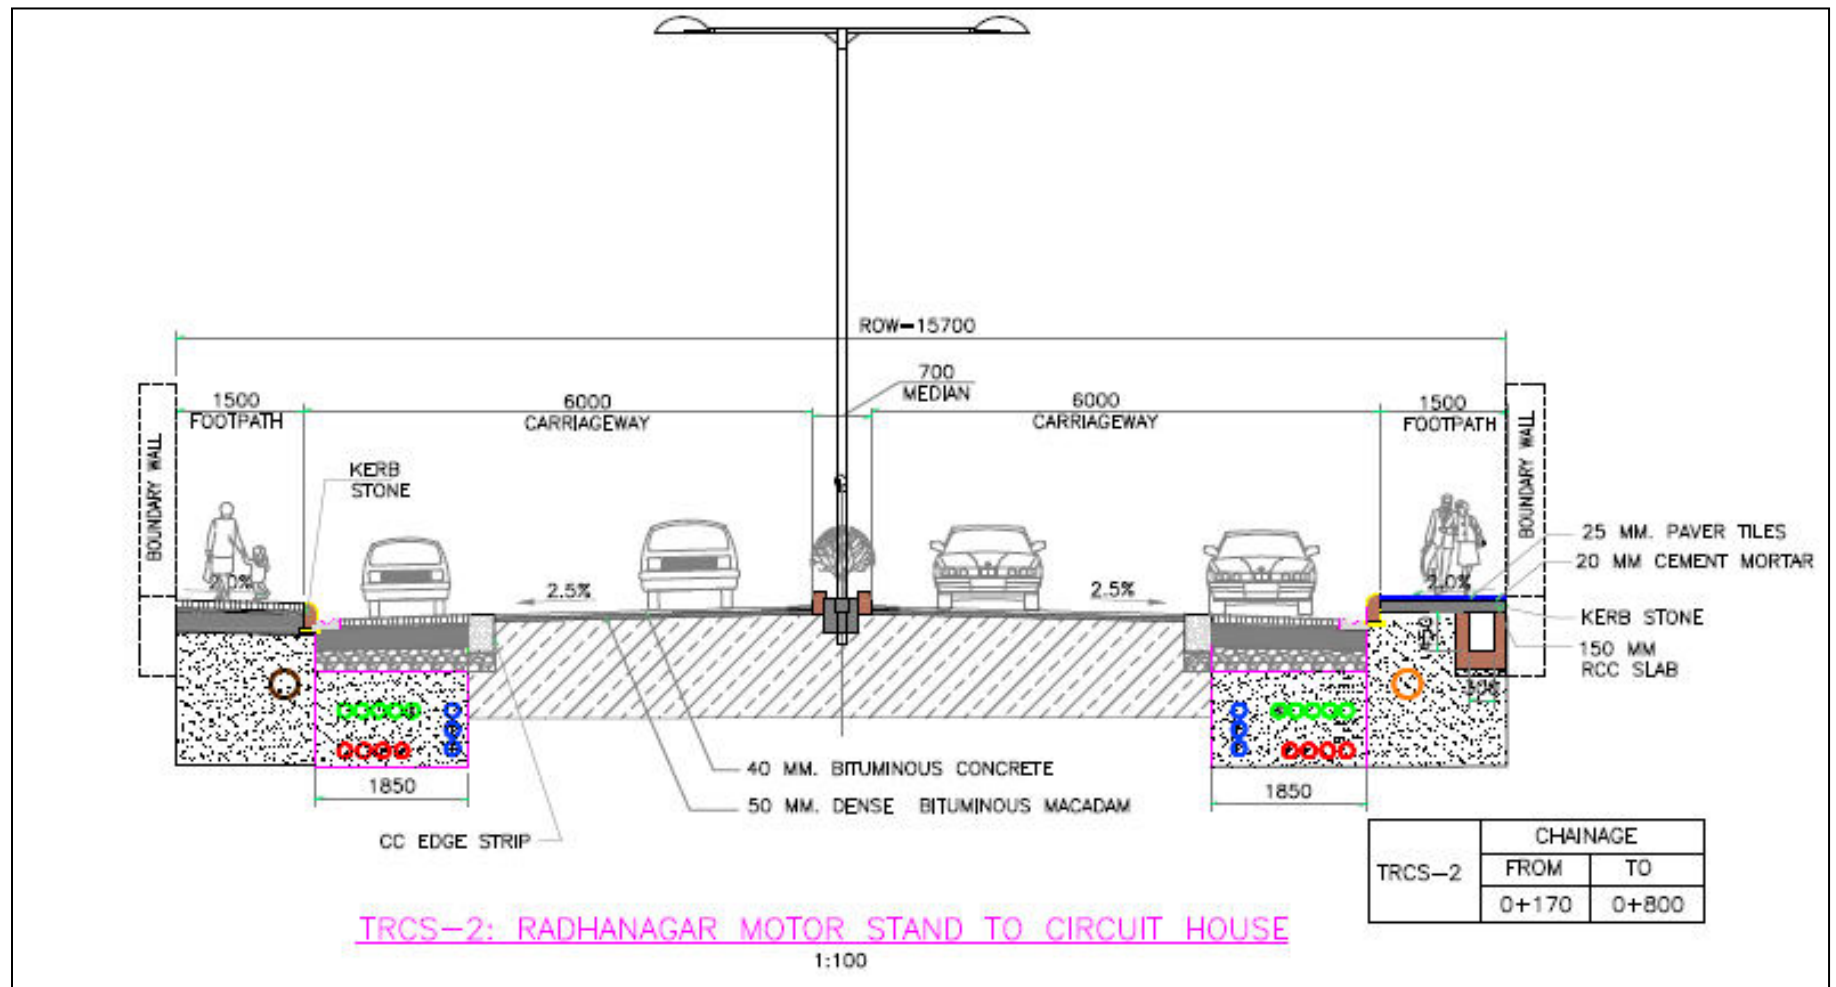 ROW-15700
700
MEDIAN
1500
FOOTPATH
6000
CARRIAGEWAY
6000
CARRIAGEWAY
1500
FOOTPATH
BOUNDARY WALL
BOUNDARY WALL
KERB
STONE
2.5%
2.5%
2.0%
25 MM. PAVER TILES
20 MM CEMENT MORTAR
KERB STONE
150 MM
RCC SLAB
40 MM. BITUMINOUS CONCRETE
50 MM. DENSE BITUMINOUS MACADAM
1850
1850
CC EDGE STRIP
TRCS-2
CHAINAGE
FROM TO
0+170 0+800
TRCS-2: RADHANAGAR MOTOR STAND TO CIRCUIT HOUSE
1:100